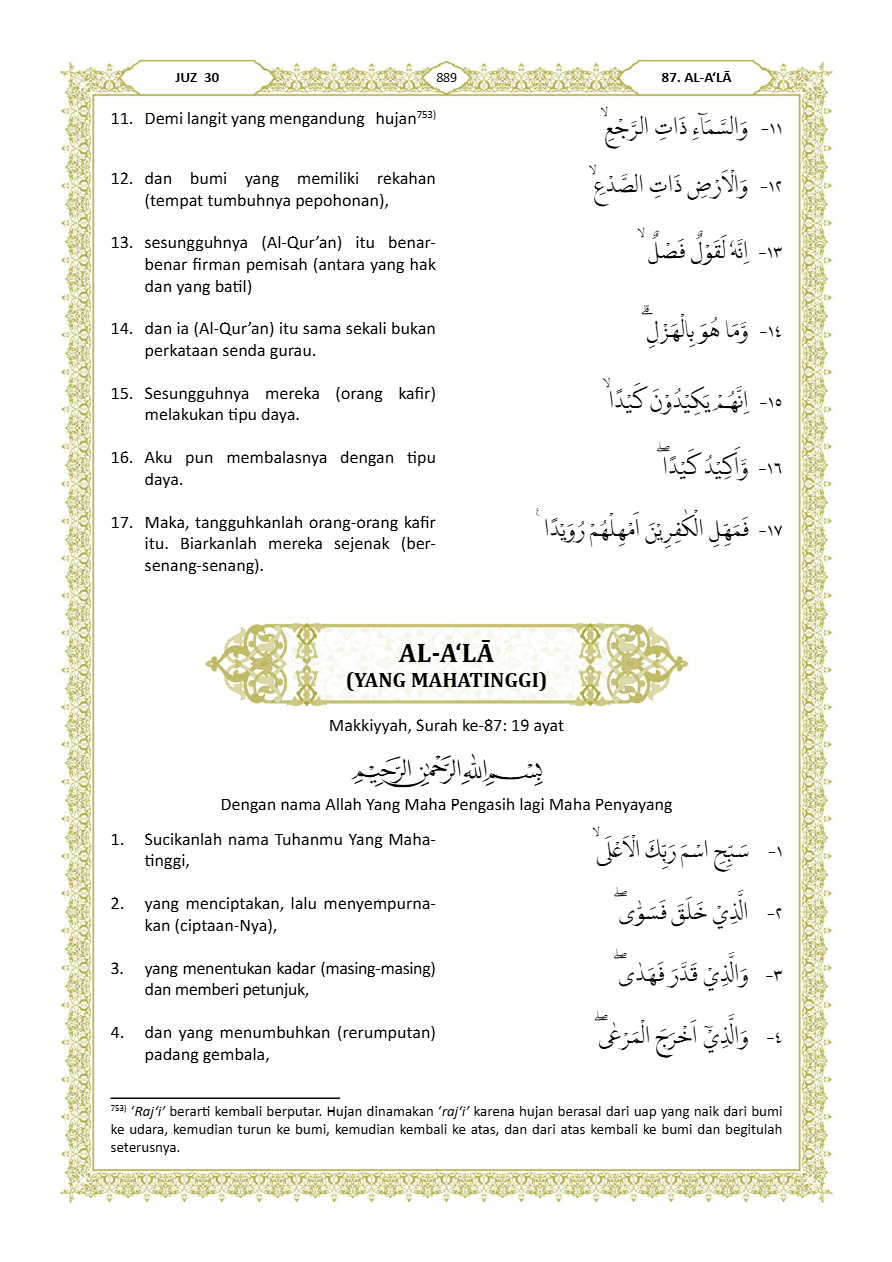 JUZ 30
889
87. AL-A‘LĀ
11. Demi langit yang mengandung hujan⁷⁵³⁾
١١- وَالسَّمَاۤءِ ذَاتِ الرَّجْعِۙ
12. dan bumi yang memiliki rekahan
(tempat tumbuhnya pepohonan),
١٢- وَالْاَرْضِ ذَاتِ الصَّدْعِۙ
13. sesungguhnya (Al-Qur’an) itu benar-
benar firman pemisah (antara yang hak
dan yang batil)
١٣- اِنَّهٗ لَقَوْلٌ فَصْلٌۙ
14. dan ia (Al-Qur’an) itu sama sekali bukan
perkataan senda gurau.
١٤- وَّمَا هُوَ بِالْهَزْلِۗ
15. Sesungguhnya mereka (orang kafir)
melakukan tipu daya.
١٥- اِنَّهُمْ يَكِيْدُوْنَ كَيْدًاۙ
16. Aku pun membalasnya dengan tipu
daya.
١٦- وَّاَكِيْدُ كَيْدًاۖ
17. Maka, tangguhkanlah orang-orang kafir
itu. Biarkanlah mereka sejenak (ber-
senang-senang).
١٧- فَمَهِّلِ الْكٰفِرِيْنَ اَمْهِلْهُمْ رُوَيْدًا ࣖ
AL-A‘LĀ
(YANG MAHATINGGI)
Makkiyyah, Surah ke-87: 19 ayat
بِسْمِ اللّٰهِ الرَّحْمٰنِ الرَّحِيْمِ
Dengan nama Allah Yang Maha Pengasih lagi Maha Penyayang
1. Sucikanlah nama Tuhanmu Yang Maha-
tinggi,
١- سَبِّحِ اسْمَ رَبِّكَ الْاَعْلَىۙ
2. yang menciptakan, lalu menyempurna-
kan (ciptaan-Nya),
٢- الَّذِيْ خَلَقَ فَسَوّٰىۖ
3. yang menentukan kadar (masing-masing)
dan memberi petunjuk,
٣- وَالَّذِيْ قَدَّرَ فَهَدٰىۖ
4. dan yang menumbuhkan (rerumputan)
padang gembala,
٤- وَالَّذِيْٓ اَخْرَجَ الْمَرْعٰىۖ
⁷⁵³⁾ ‘Raj‘i’ berarti kembali berputar. Hujan dinamakan ‘raj‘i’ karena hujan berasal dari uap yang naik dari bumi
ke udara, kemudian turun ke bumi, kemudian kembali ke atas, dan dari atas kembali ke bumi dan begitulah
seterusnya.